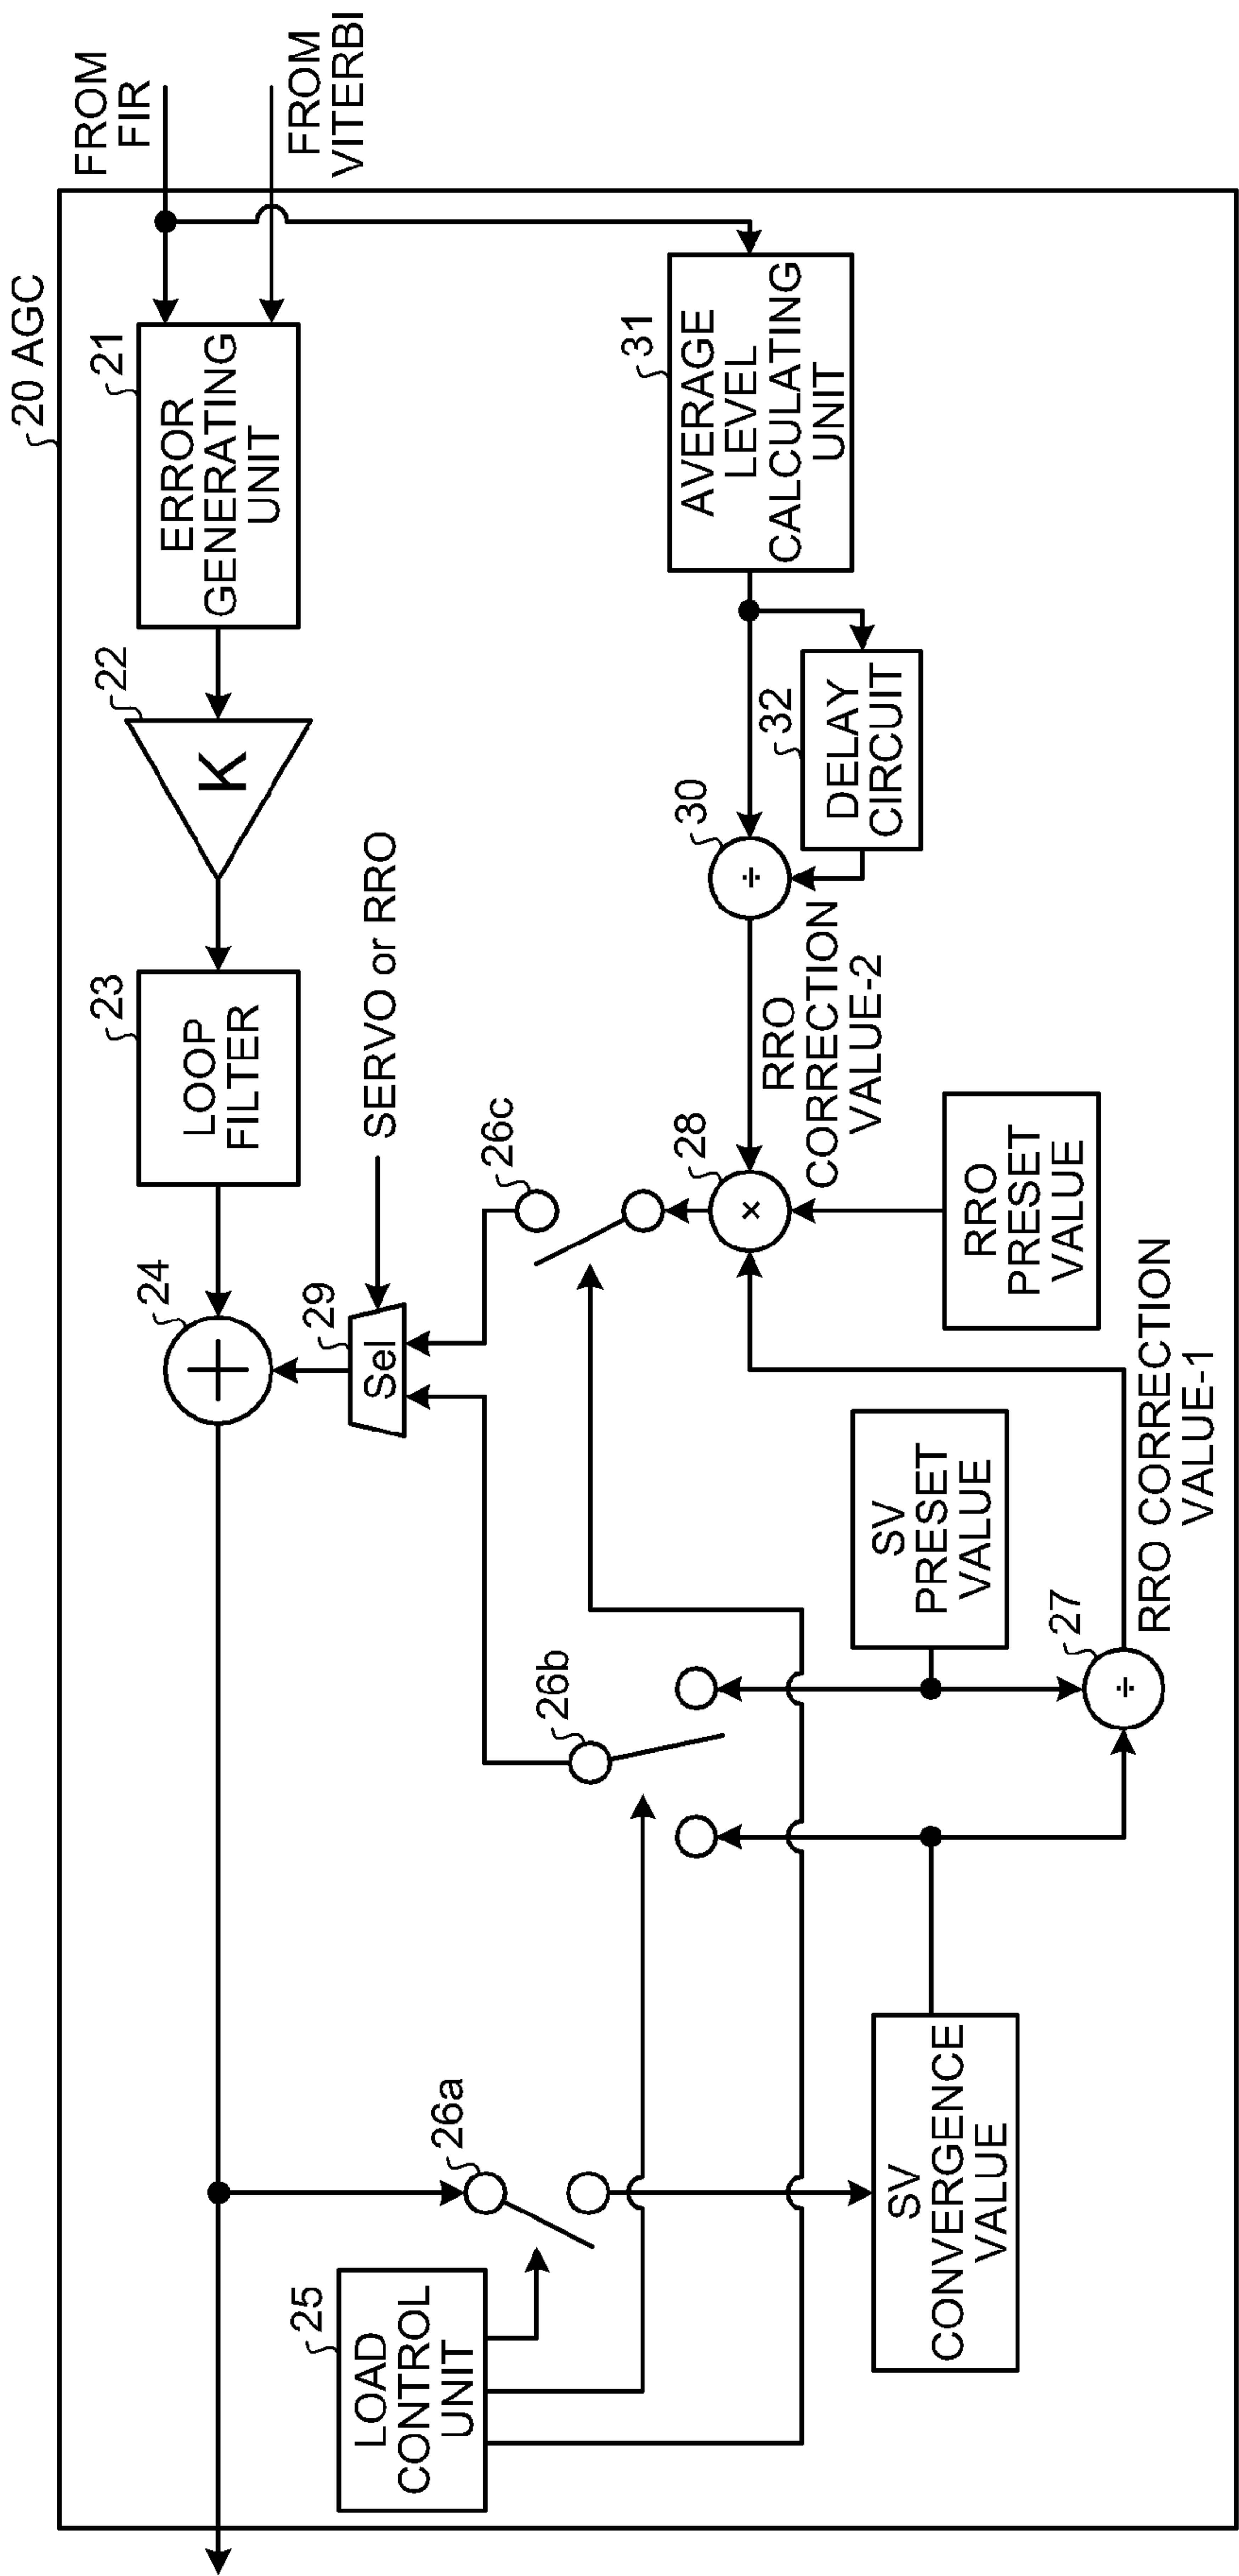 20 AGC
FROM
FIR
FROM
VITERBI
21
ERROR
GENERATING
UNIT
22
K
23
LOOP
FILTER
24
+
29
Sel
SERVO or RRO
25
LOAD
CONTROL
UNIT
26a
26b
26c
31
AVERAGE
LEVEL
CALCULATING
UNIT
32
DELAY
CIRCUIT
30
÷
RRO
CORRECTION
VALUE-2
28
×
RRO
PRESET
VALUE
SV
PRESET
VALUE
27
÷
RRO CORRECTION
VALUE-1
SV
CONVERGENCE
VALUE